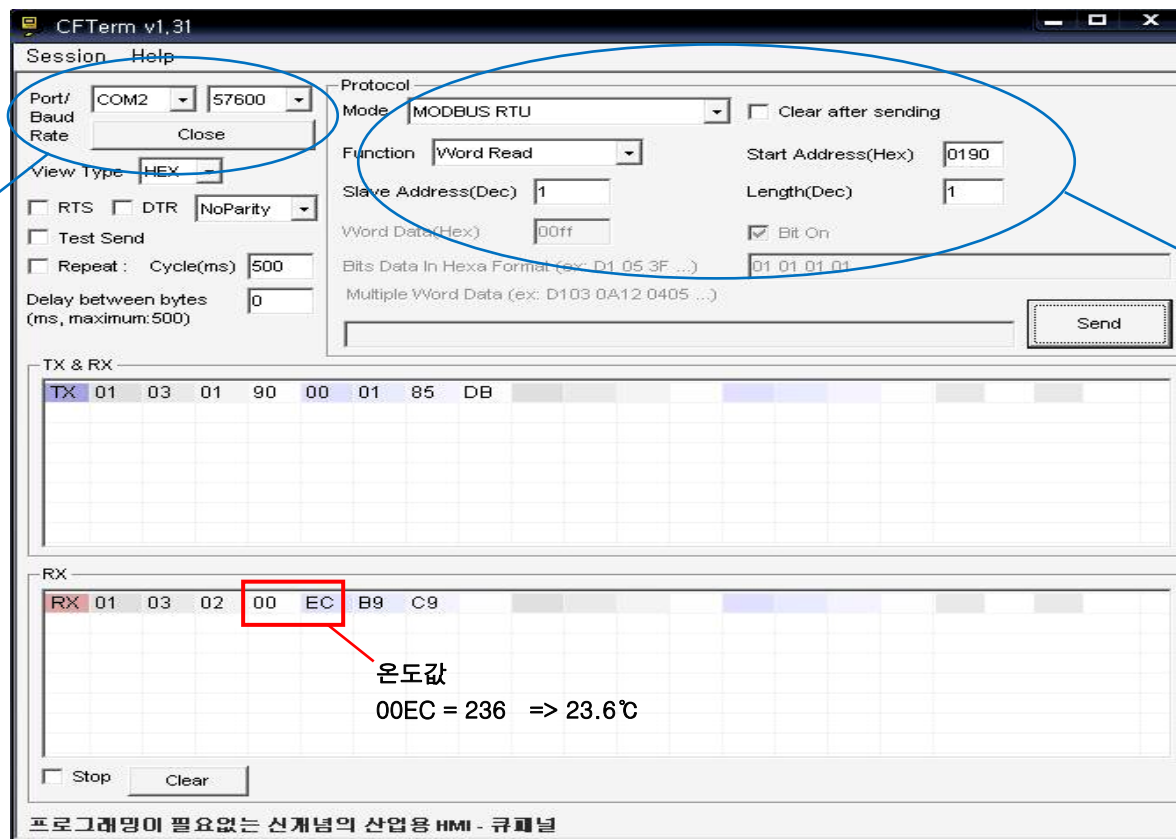 CFTerm v1,31
Session Help
Port/ Baud Rate COM2 57600
Close
View Type HEX
RTS DTR NoParity
Test Send
Repeat : Cycle(ms) 500
Delay between bytes 0
(ms, maximum:500)
Protocol
Mode MODBUS RTU Clear after sending
Function Word Read Start Address(Hex) 0190
Slave Address(Dec) 1 Length(Dec) 1
Word Data(Hex) 00ff Bit On
Bits Data In Hexa Format (ex: D1 05 3F ...) 01 01 01 01
Multiple Word Data (ex: D103 0A12 0405 ...)
Send
TX & RX
TX 01 03 01 90 00 01 85 DB
RX
RX 01 03 02 00 EC B9 C9
온도값
00EC = 236 => 23.6℃
Stop Clear
프로그래밍이 필요없는 신개념의 산업용 HMI - 큐패널